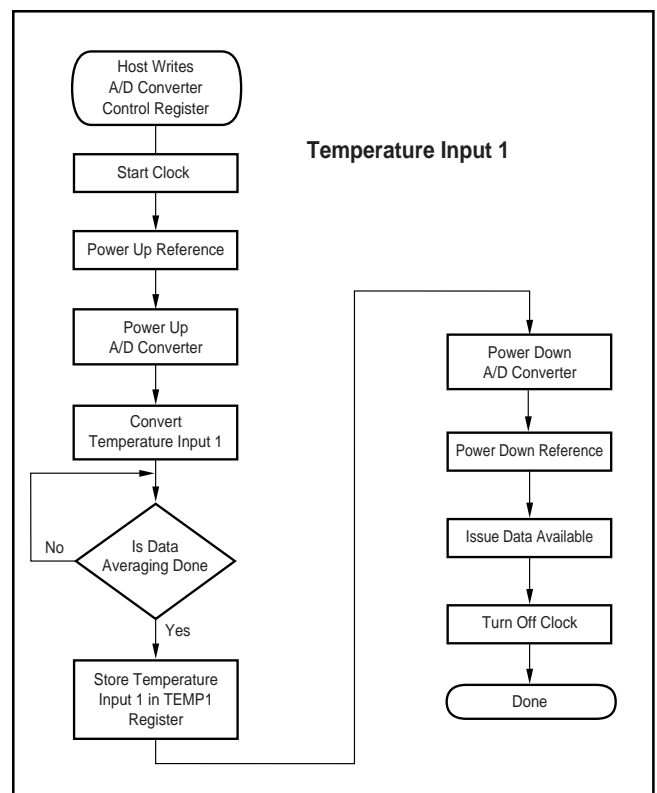 Host Writes
A/D Converter
Control Register
Temperature Input 1
Start Clock
Power Up Reference
Power Up
A/D Converter
Convert
Temperature Input 1
No
Is Data
Averaging Done
Yes
Store Temperature
Input 1 in TEMP1
Register
Power Down
A/D Converter
Power Down Reference
Issue Data Available
Turn Off Clock
Done